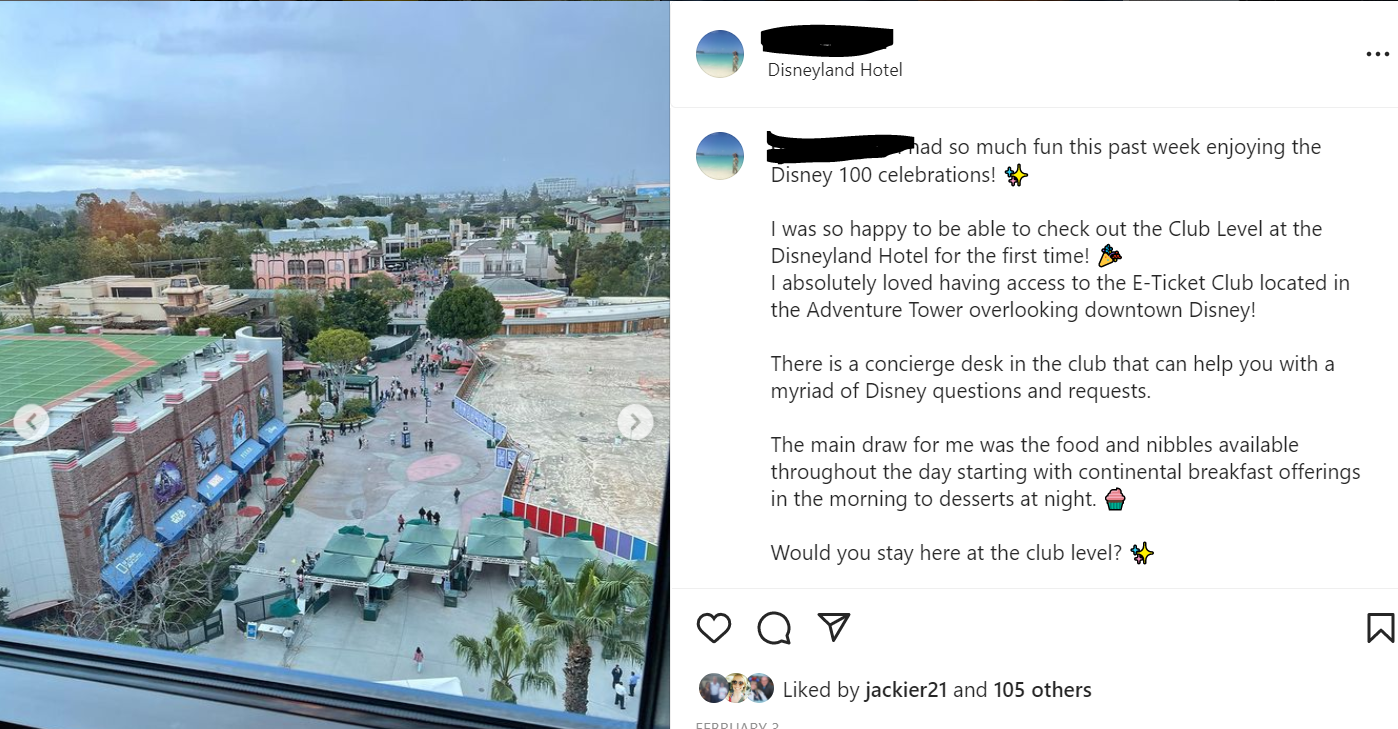 Disneyland Hotel
had so much fun this past week enjoying the
Disney 100 celebrations! ✨
I was so happy to be able to check out the Club Level at the
Disneyland Hotel for the first time! 🎉
I absolutely loved having access to the E-Ticket Club located in
the Adventure Tower overlooking downtown Disney!
There is a concierge desk in the club that can help you with a
myriad of Disney questions and requests.
The main draw for me was the food and nibbles available
throughout the day starting with continental breakfast offerings
in the morning to desserts at night. 🧁
Would you stay here at the club level? ✨
Liked by jackier21 and 105 others
FEBRUARY 3